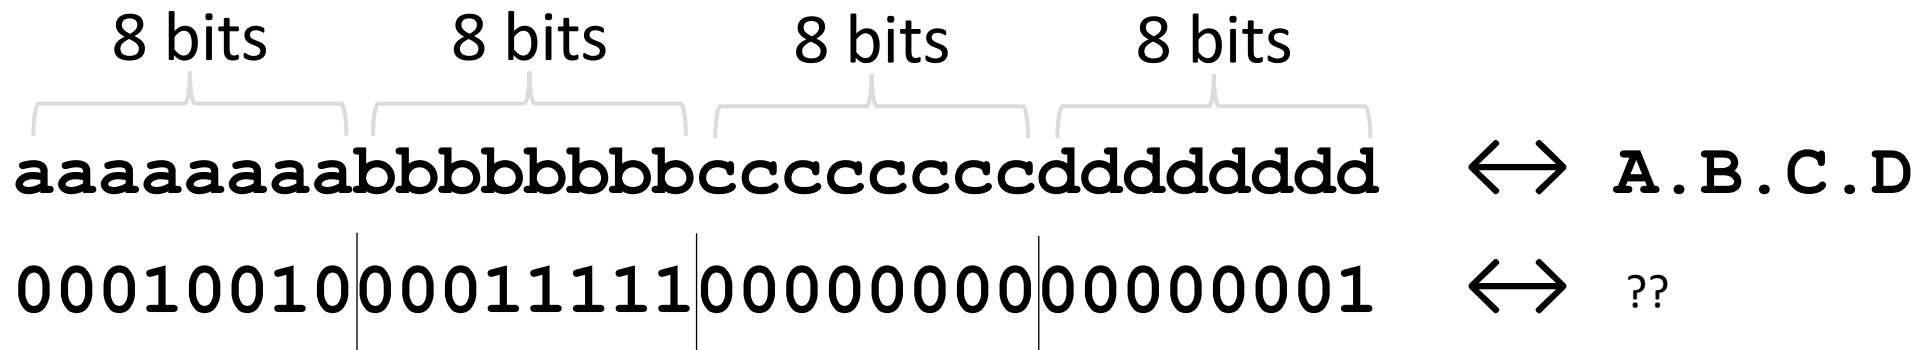 8 bits 8 bits 8 bits 8 bits
aaaaaaaabbbbbbbbccccccccdddddddd ↔ A.B.C.D
00010010000111110000000000000001 ↔ ??